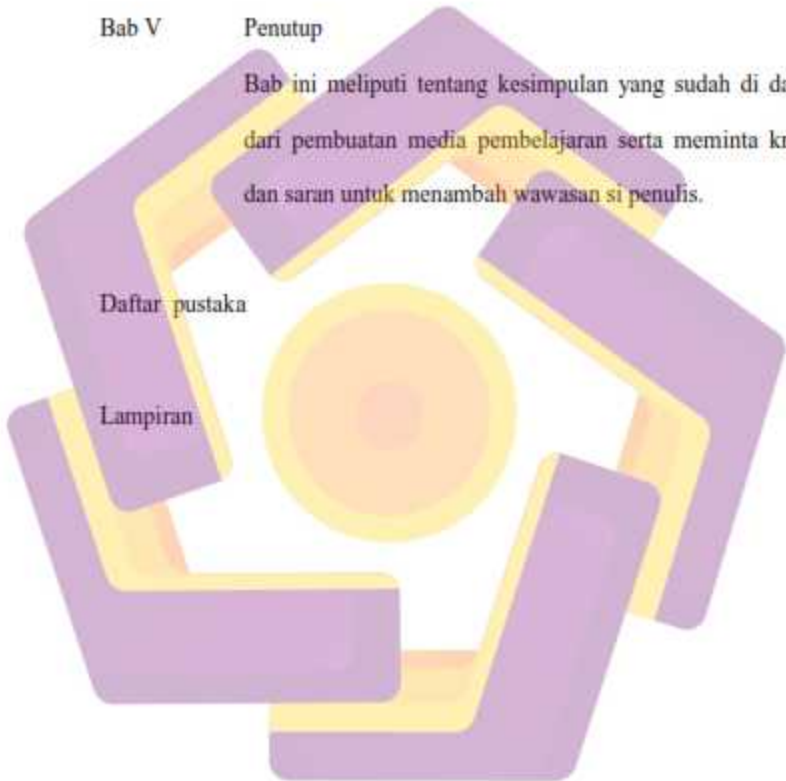 Bab V Penutup
Bab ini meliputi tentang kesimpulan yang sudah di
dari pembuatan media pembelajaran serta meminta
dan saran untuk menambah wawasan si penulis.
Daftar pustaka
Lampiran